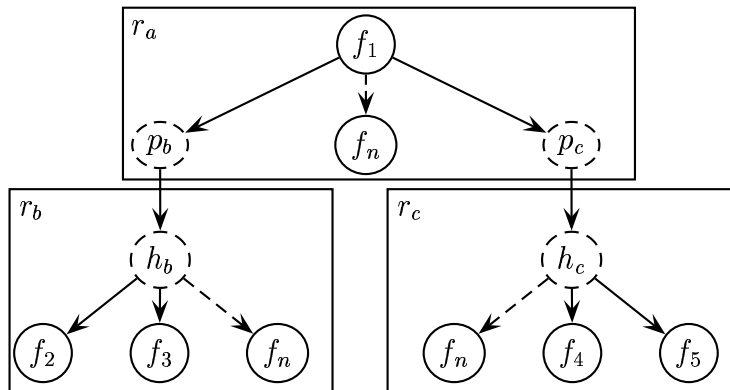 r_a
f_1
p_b
f_n
p_c
r_b
r_c
h_b
h_c
f_2
f_3
f_n
f_n
f_4
f_5